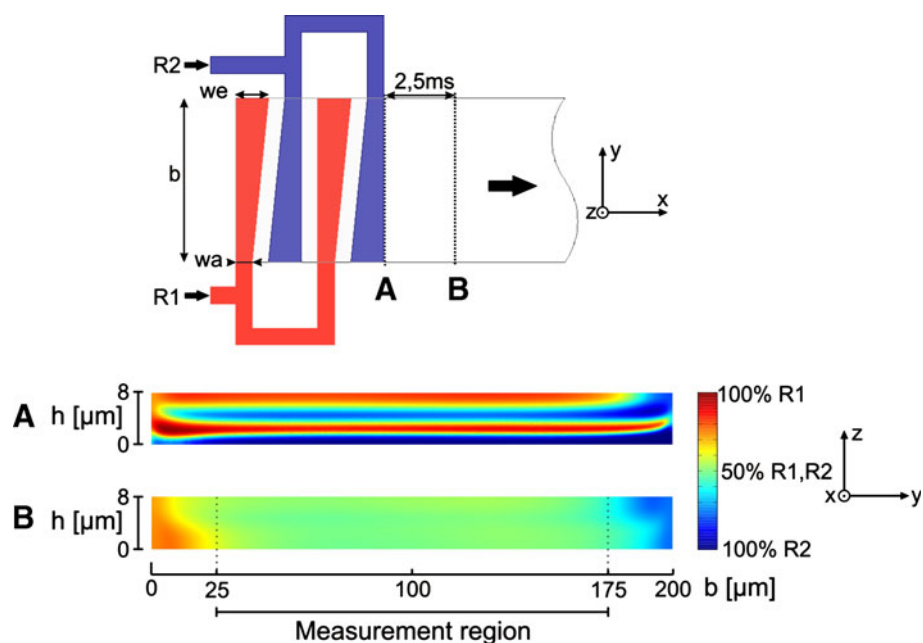 R2
we
2,5ms
b
y
x
z
wa
R1
A
B
A
h [µm]
8
0
100% R1
50% R1,R2
100% R2
z
x
y
B
h [µm]
8
0
0
25
100
175
200
b [µm]
Measurement region